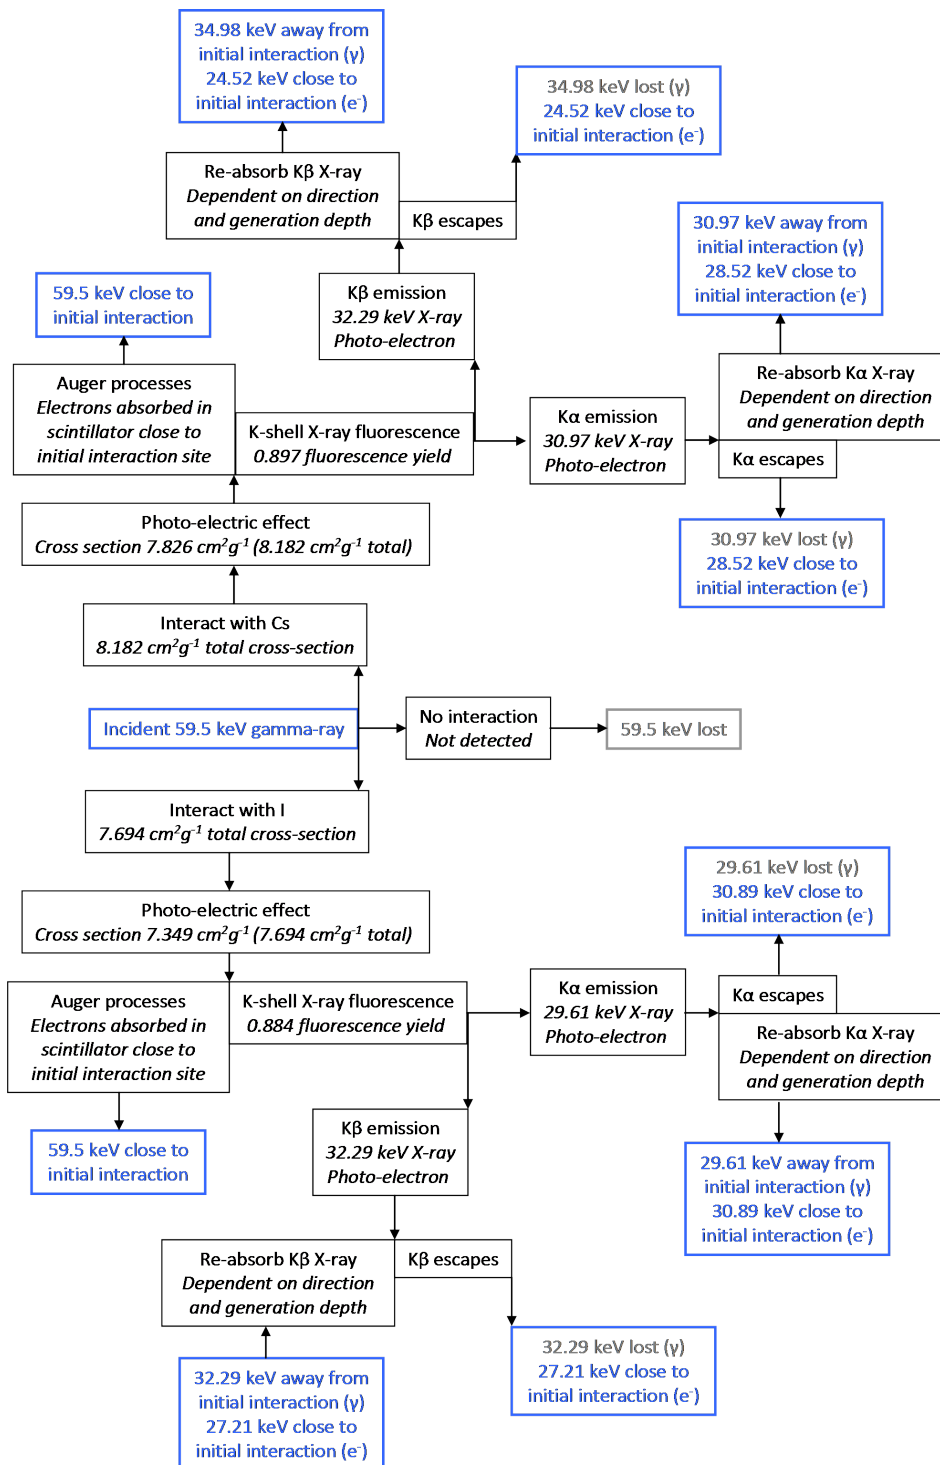 34.98 keV away from
initial interaction (γ)
24.52 keV close to
initial interaction (e⁻)
34.98 keV lost (γ)
24.52 keV close to
initial interaction (e⁻)
Re-absorb Kβ X-ray
Dependent on direction
and generation depth
Kβ escapes
30.97 keV away from
initial interaction (γ)
28.52 keV close to
initial interaction (e⁻)
59.5 keV close to
initial interaction
Kβ emission
32.29 keV X-ray
Photo-electron
Auger processes
Electrons absorbed in
scintillator close to
initial interaction site
K-shell X-ray fluorescence
0.897 fluorescence yield
Kα emission
30.97 keV X-ray
Photo-electron
Re-absorb Kα X-ray
Dependent on direction
and generation depth
Kα escapes
Photo-electric effect
Cross section 7.826 cm²g⁻¹ (8.182 cm²g⁻¹ total)
30.97 keV lost (γ)
28.52 keV close to
initial interaction (e⁻)
Interact with Cs
8.182 cm²g⁻¹ total cross-section
Incident 59.5 keV gamma-ray
No interaction
Not detected
59.5 keV lost
Interact with I
7.694 cm²g⁻¹ total cross-section
Photo-electric effect
Cross section 7.349 cm²g⁻¹ (7.694 cm²g⁻¹ total)
29.61 keV lost (γ)
30.89 keV close to
initial interaction (e⁻)
Auger processes
Electrons absorbed in
scintillator close to
initial interaction site
K-shell X-ray fluorescence
0.884 fluorescence yield
Kα emission
29.61 keV X-ray
Photo-electron
Kα escapes
Re-absorb Kα X-ray
Dependent on direction
and generation depth
59.5 keV close to
initial interaction
Kβ emission
32.29 keV X-ray
Photo-electron
29.61 keV away from
initial interaction (γ)
30.89 keV close to
initial interaction (e⁻)
Re-absorb Kβ X-ray
Dependent on direction
and generation depth
Kβ escapes
32.29 keV lost (γ)
27.21 keV close to
initial interaction (e⁻)
32.29 keV away from
initial interaction (γ)
27.21 keV close to
initial interaction (e⁻)